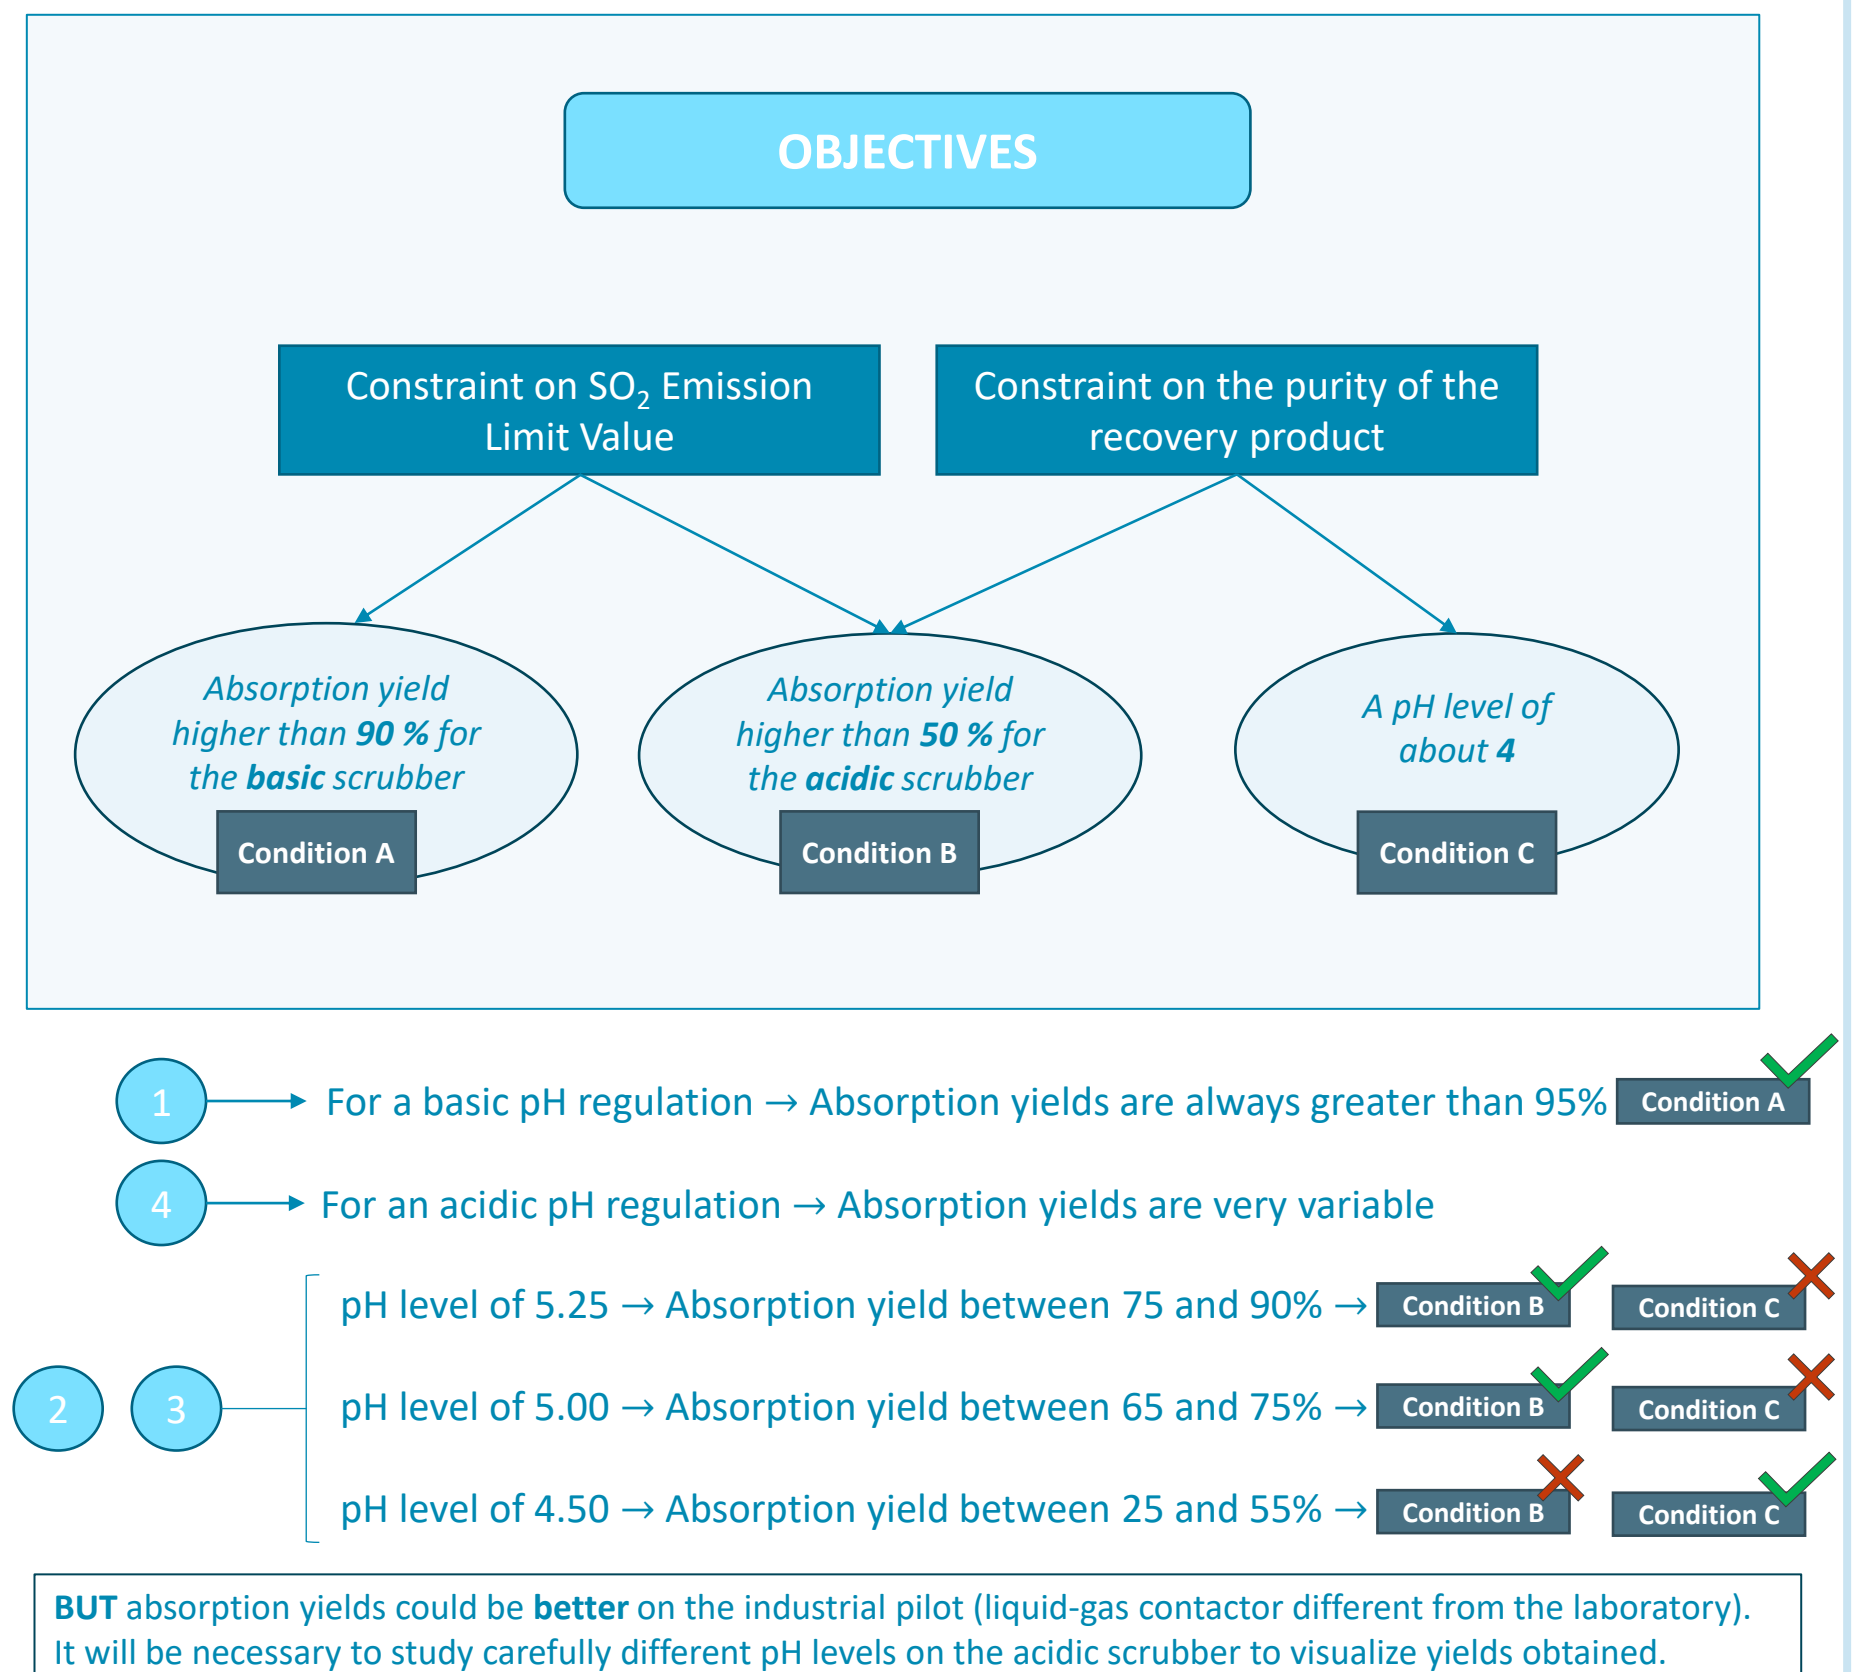 OBJECTIVES
Constraint on SO₂ Emission
Limit Value
Constraint on the purity of the
recovery product
Absorption yield
higher than 90 % for
the basic scrubber
Condition A
Absorption yield
higher than 50 % for
the acidic scrubber
Condition B
A pH level of
about 4
Condition C
1 For a basic pH regulation → Absorption yields are always greater than 95% Condition A
4 For an acidic pH regulation → Absorption yields are very variable
pH level of 5.25 → Absorption yield between 75 and 90% → Condition B Condition C
2 3 pH level of 5.00 → Absorption yield between 65 and 75% → Condition B Condition C
pH level of 4.50 → Absorption yield between 25 and 55% → Condition B Condition C
BUT absorption yields could be better on the industrial pilot (liquid-gas contactor different from the laboratory).
It will be necessary to study carefully different pH levels on the acidic scrubber to visualize yields obtained.